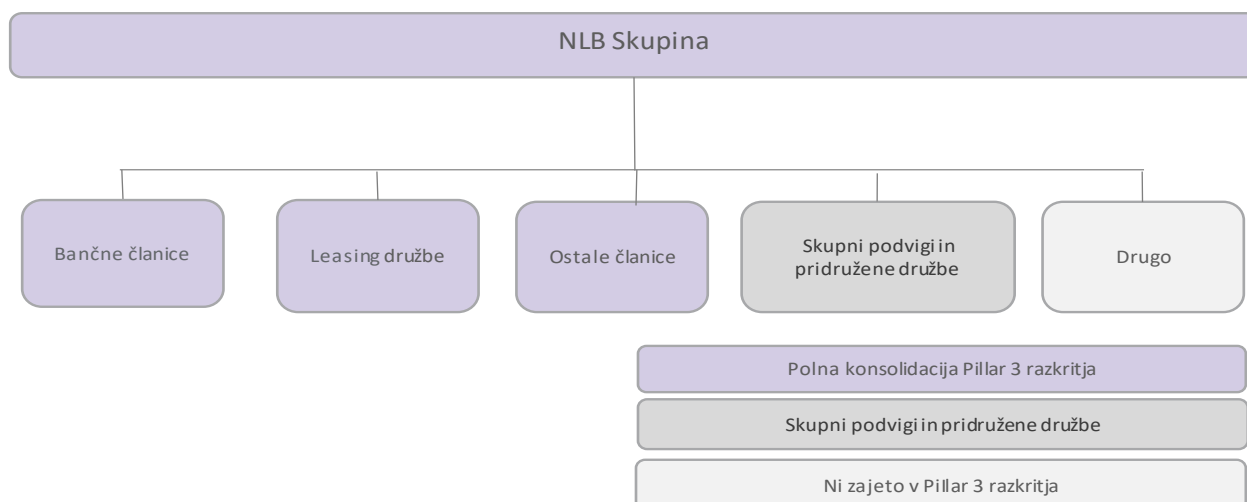 NLB Skupina
Bančne članice
Leasing družbe
Ostale članice
Skupni podvigi in
pridružene družbe
Drugo
Polna konsolidacija Pillar 3 razkritja
Skupni podvigi in pridružene družbe
Ni zajeto v Pillar 3 razkritja